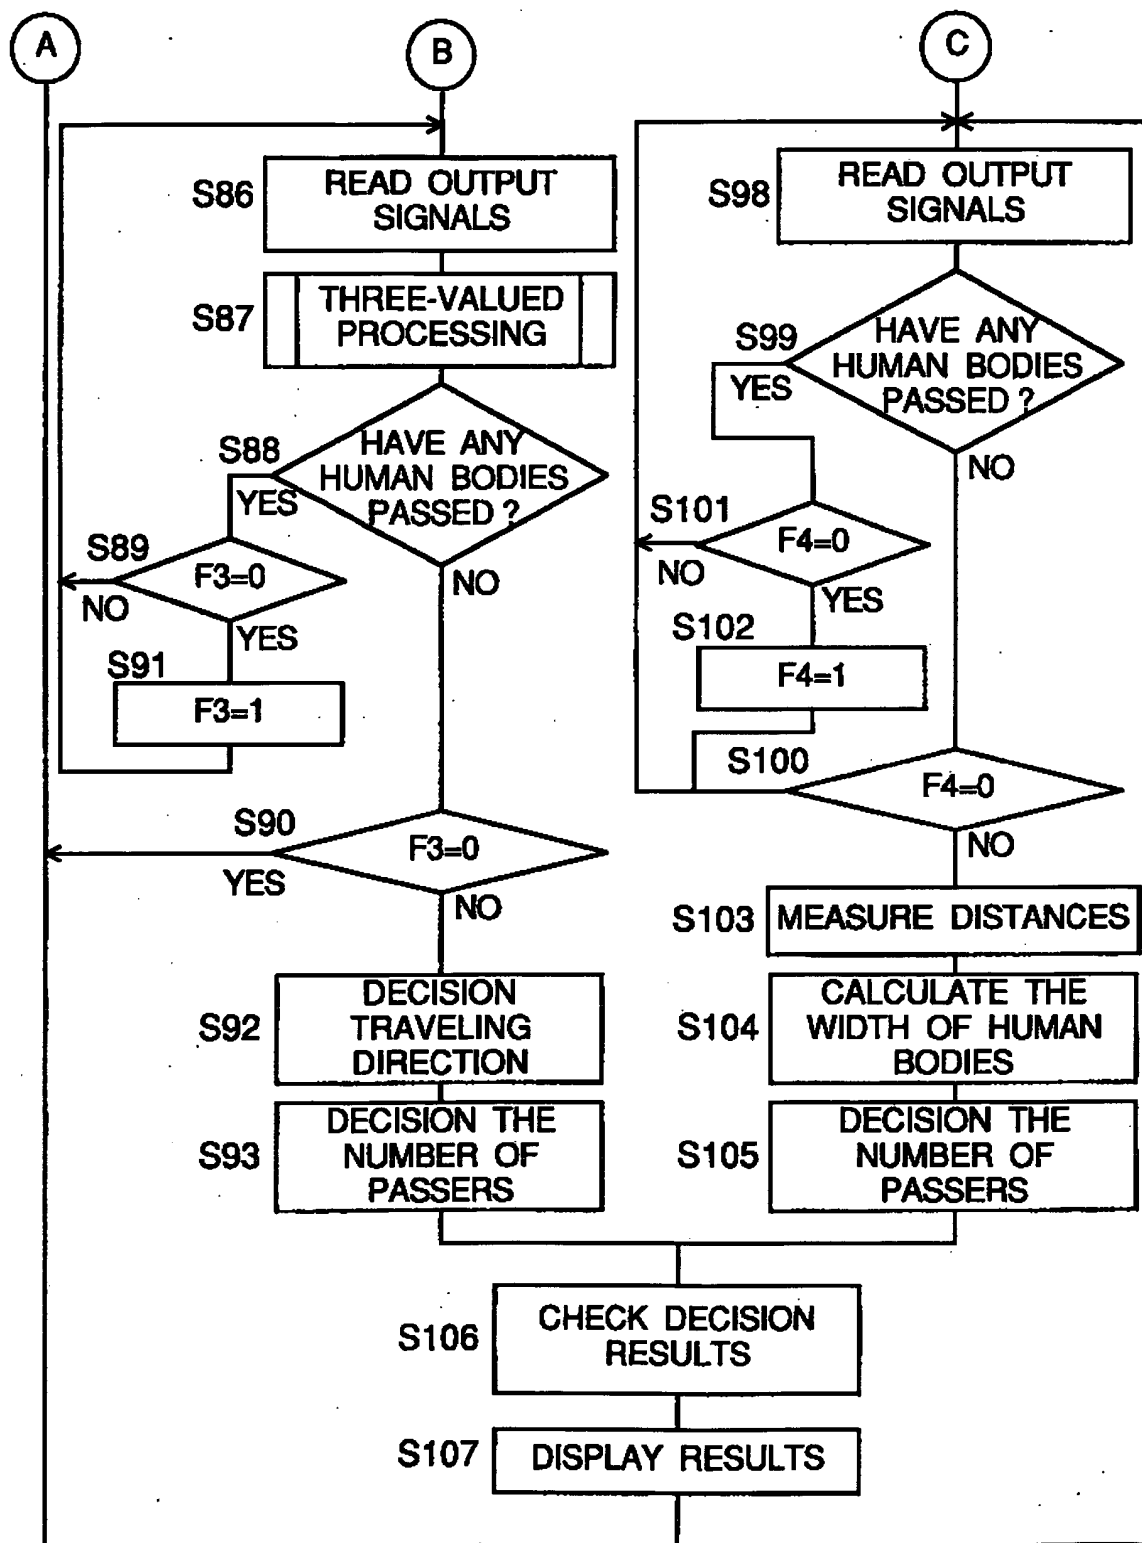 A
B
C
S86
READ OUTPUT
SIGNALS
S87
THREE-VALUED
PROCESSING
S88
HAVE ANY
HUMAN BODIES
PASSED ?
YES
NO
S89
F3=0
NO
YES
S91
F3=1
S90
F3=0
YES
NO
S92
DECISION
TRAVELING
DIRECTION
S93
DECISION THE
NUMBER OF
PASSERS
S98
READ OUTPUT
SIGNALS
S99
HAVE ANY
HUMAN BODIES
PASSED ?
YES
NO
S101
F4=0
NO
YES
S102
F4=1
S100
F4=0
NO
S103
MEASURE DISTANCES
S104
CALCULATE THE
WIDTH OF HUMAN
BODIES
S105
DECISION THE
NUMBER OF
PASSERS
S106
CHECK DECISION
RESULTS
S107
DISPLAY RESULTS